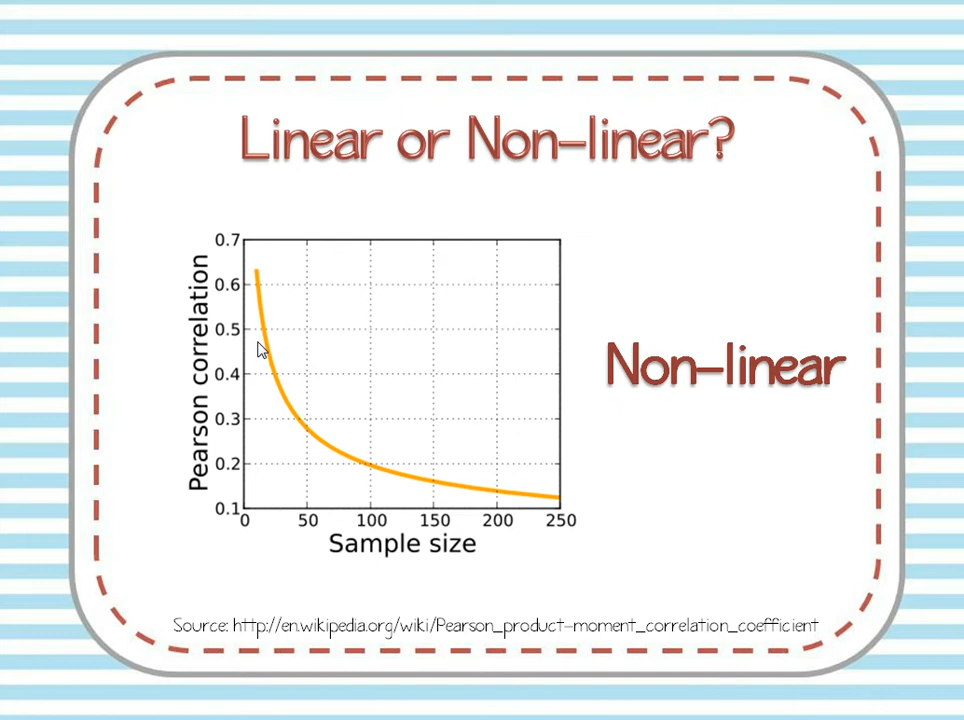 Linear or Non-linear?
Pearson correlation
0.7
0.6
0.5
0.4
0.3
0.2
0.1
0 50 100 150 200 250
Sample size
Non-linear
Source: http://en.wikipedia.org/wiki/Pearson_product-moment_correlation_coefficient